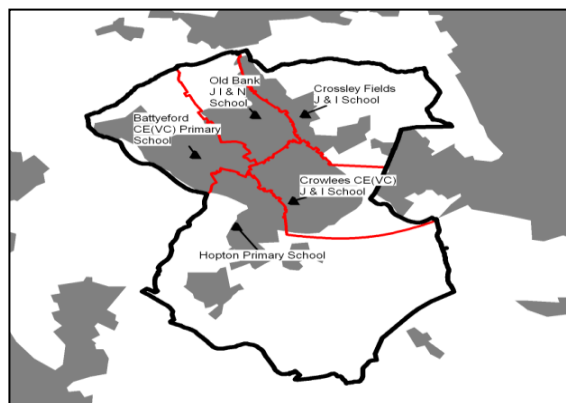 Old Bank
J I & N
School
Crossley Fields
J & I School
Battyeford
CE(VC) Primary
School
Crowlees CE(VC)
J & I School
Hopton Primary School